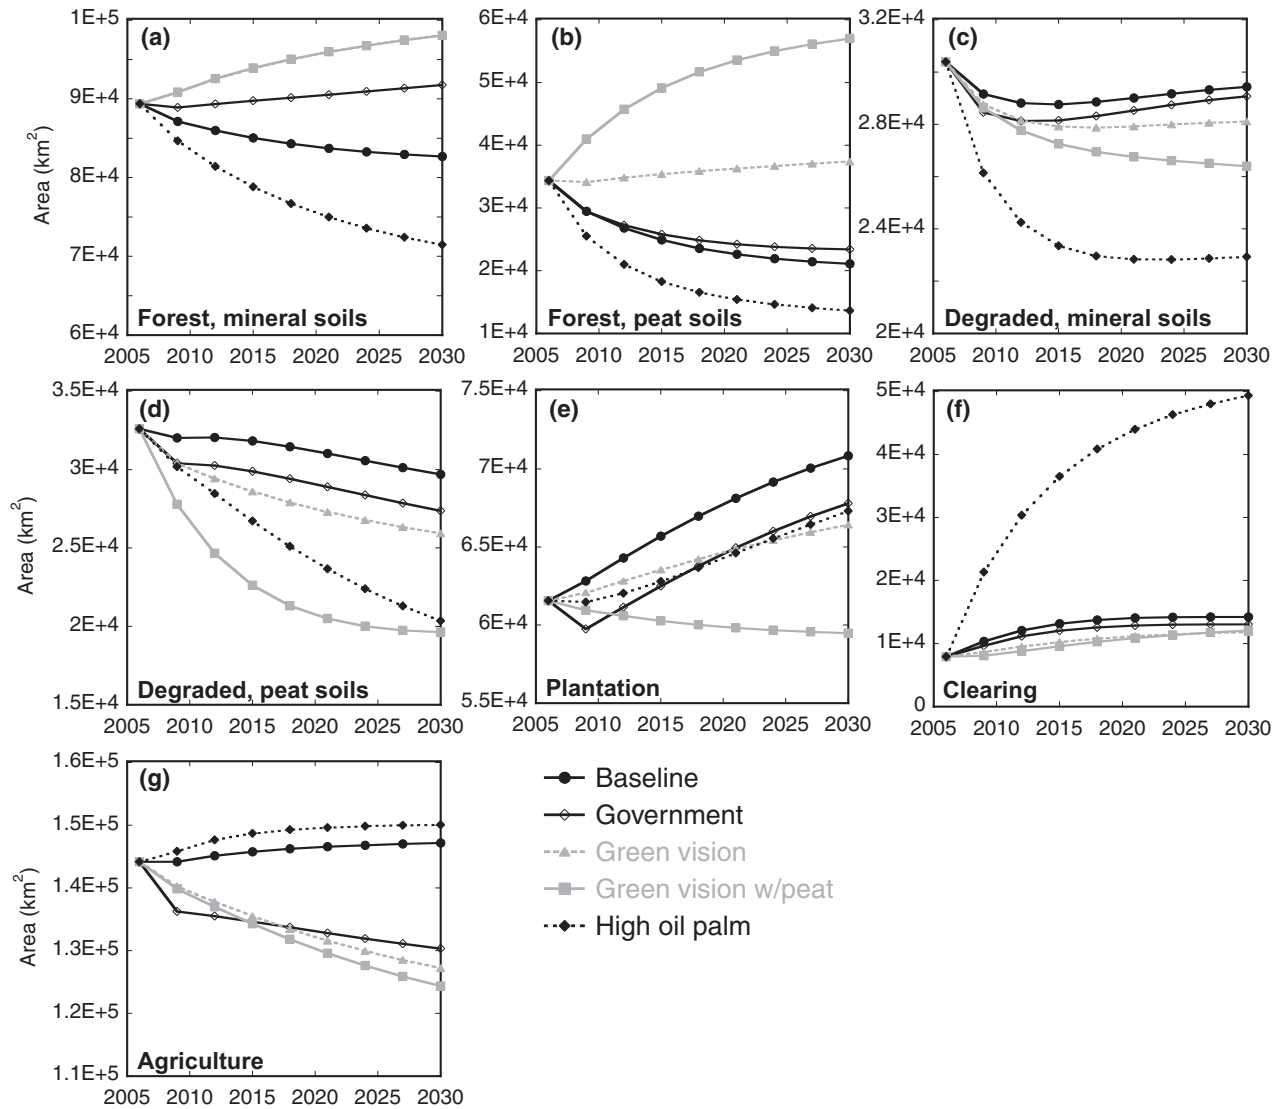 1E+5
9E+4
8E+4
7E+4
6E+4
Area (km2)
(a)
Forest, mineral soils
2005 2010 2015 2020 2025 2030
6E+4
5E+4
4E+4
3E+4
2E+4
1E+4
(b)
Forest, peat soils
2005 2010 2015 2020 2025 2030
3.2E+4
2.8E+4
2.4E+4
2E+4
(c)
Degraded, mineral soils
2005 2010 2015 2020 2025 2030
3.5E+4
3E+4
2.5E+4
2E+4
1.5E+4
Area (km2)
(d)
Degraded, peat soils
2005 2010 2015 2020 2025 2030
7.5E+4
7E+4
6.5E+4
6E+4
5.5E+4
(e)
Plantation
2005 2010 2015 2020 2025 2030
5E+4
4E+4
3E+4
2E+4
1E+4
0
(f)
Clearing
2005 2010 2015 2020 2025 2030
1.6E+5
1.5E+5
1.4E+5
1.3E+5
1.2E+5
1.1E+5
Area (km2)
(g)
Agriculture
2005 2010 2015 2020 2025 2030
Baseline
Government
Green vision
Green vision w/peat
High oil palm